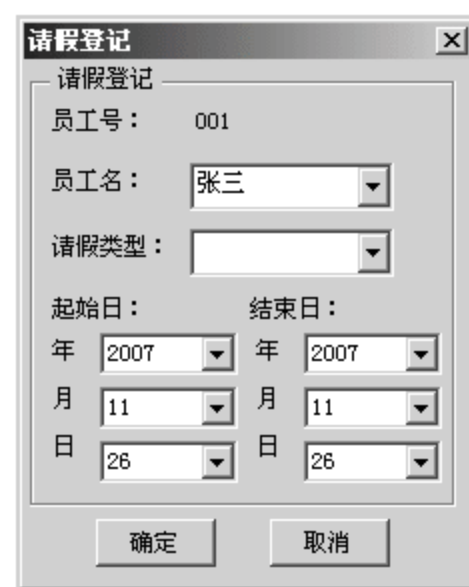 请假登记
请假登记
员工号： 001
员工名： 张三
请假类型：
起始日： 结束日：
年 2007 年 2007
月 11 月 11
日 26 日 26
确定 取消